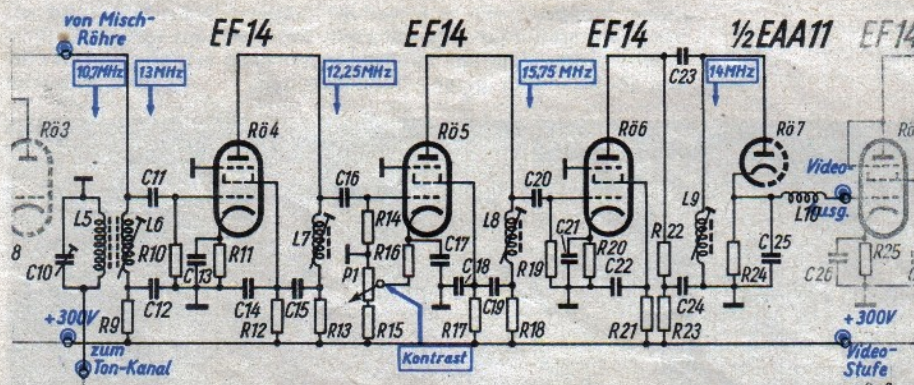 von Misch-
Röhre
EF14
EF14
EF14
½EAA11
EF14
10,7MHz
13MHz
12,25MHz
15,75MHz
C23
14MHz
Rö3
Rö4
Rö5
Rö6
Rö7
Video-
ausg.
L5
L6
C11
C16
C20
L9
L10
L7
L8
R14
C10
R10
C13
R11
R16
C17
R19
C21
R20
R22
R24
C25
C26
R25
8
C12
C14
C15
P1
C18
C19
C22
C24
+300V
R9
R12
R13
R15
R17
R18
R21
R23
+300V
zum
Ton-Kanal
Kontrast
Video-
Stufe